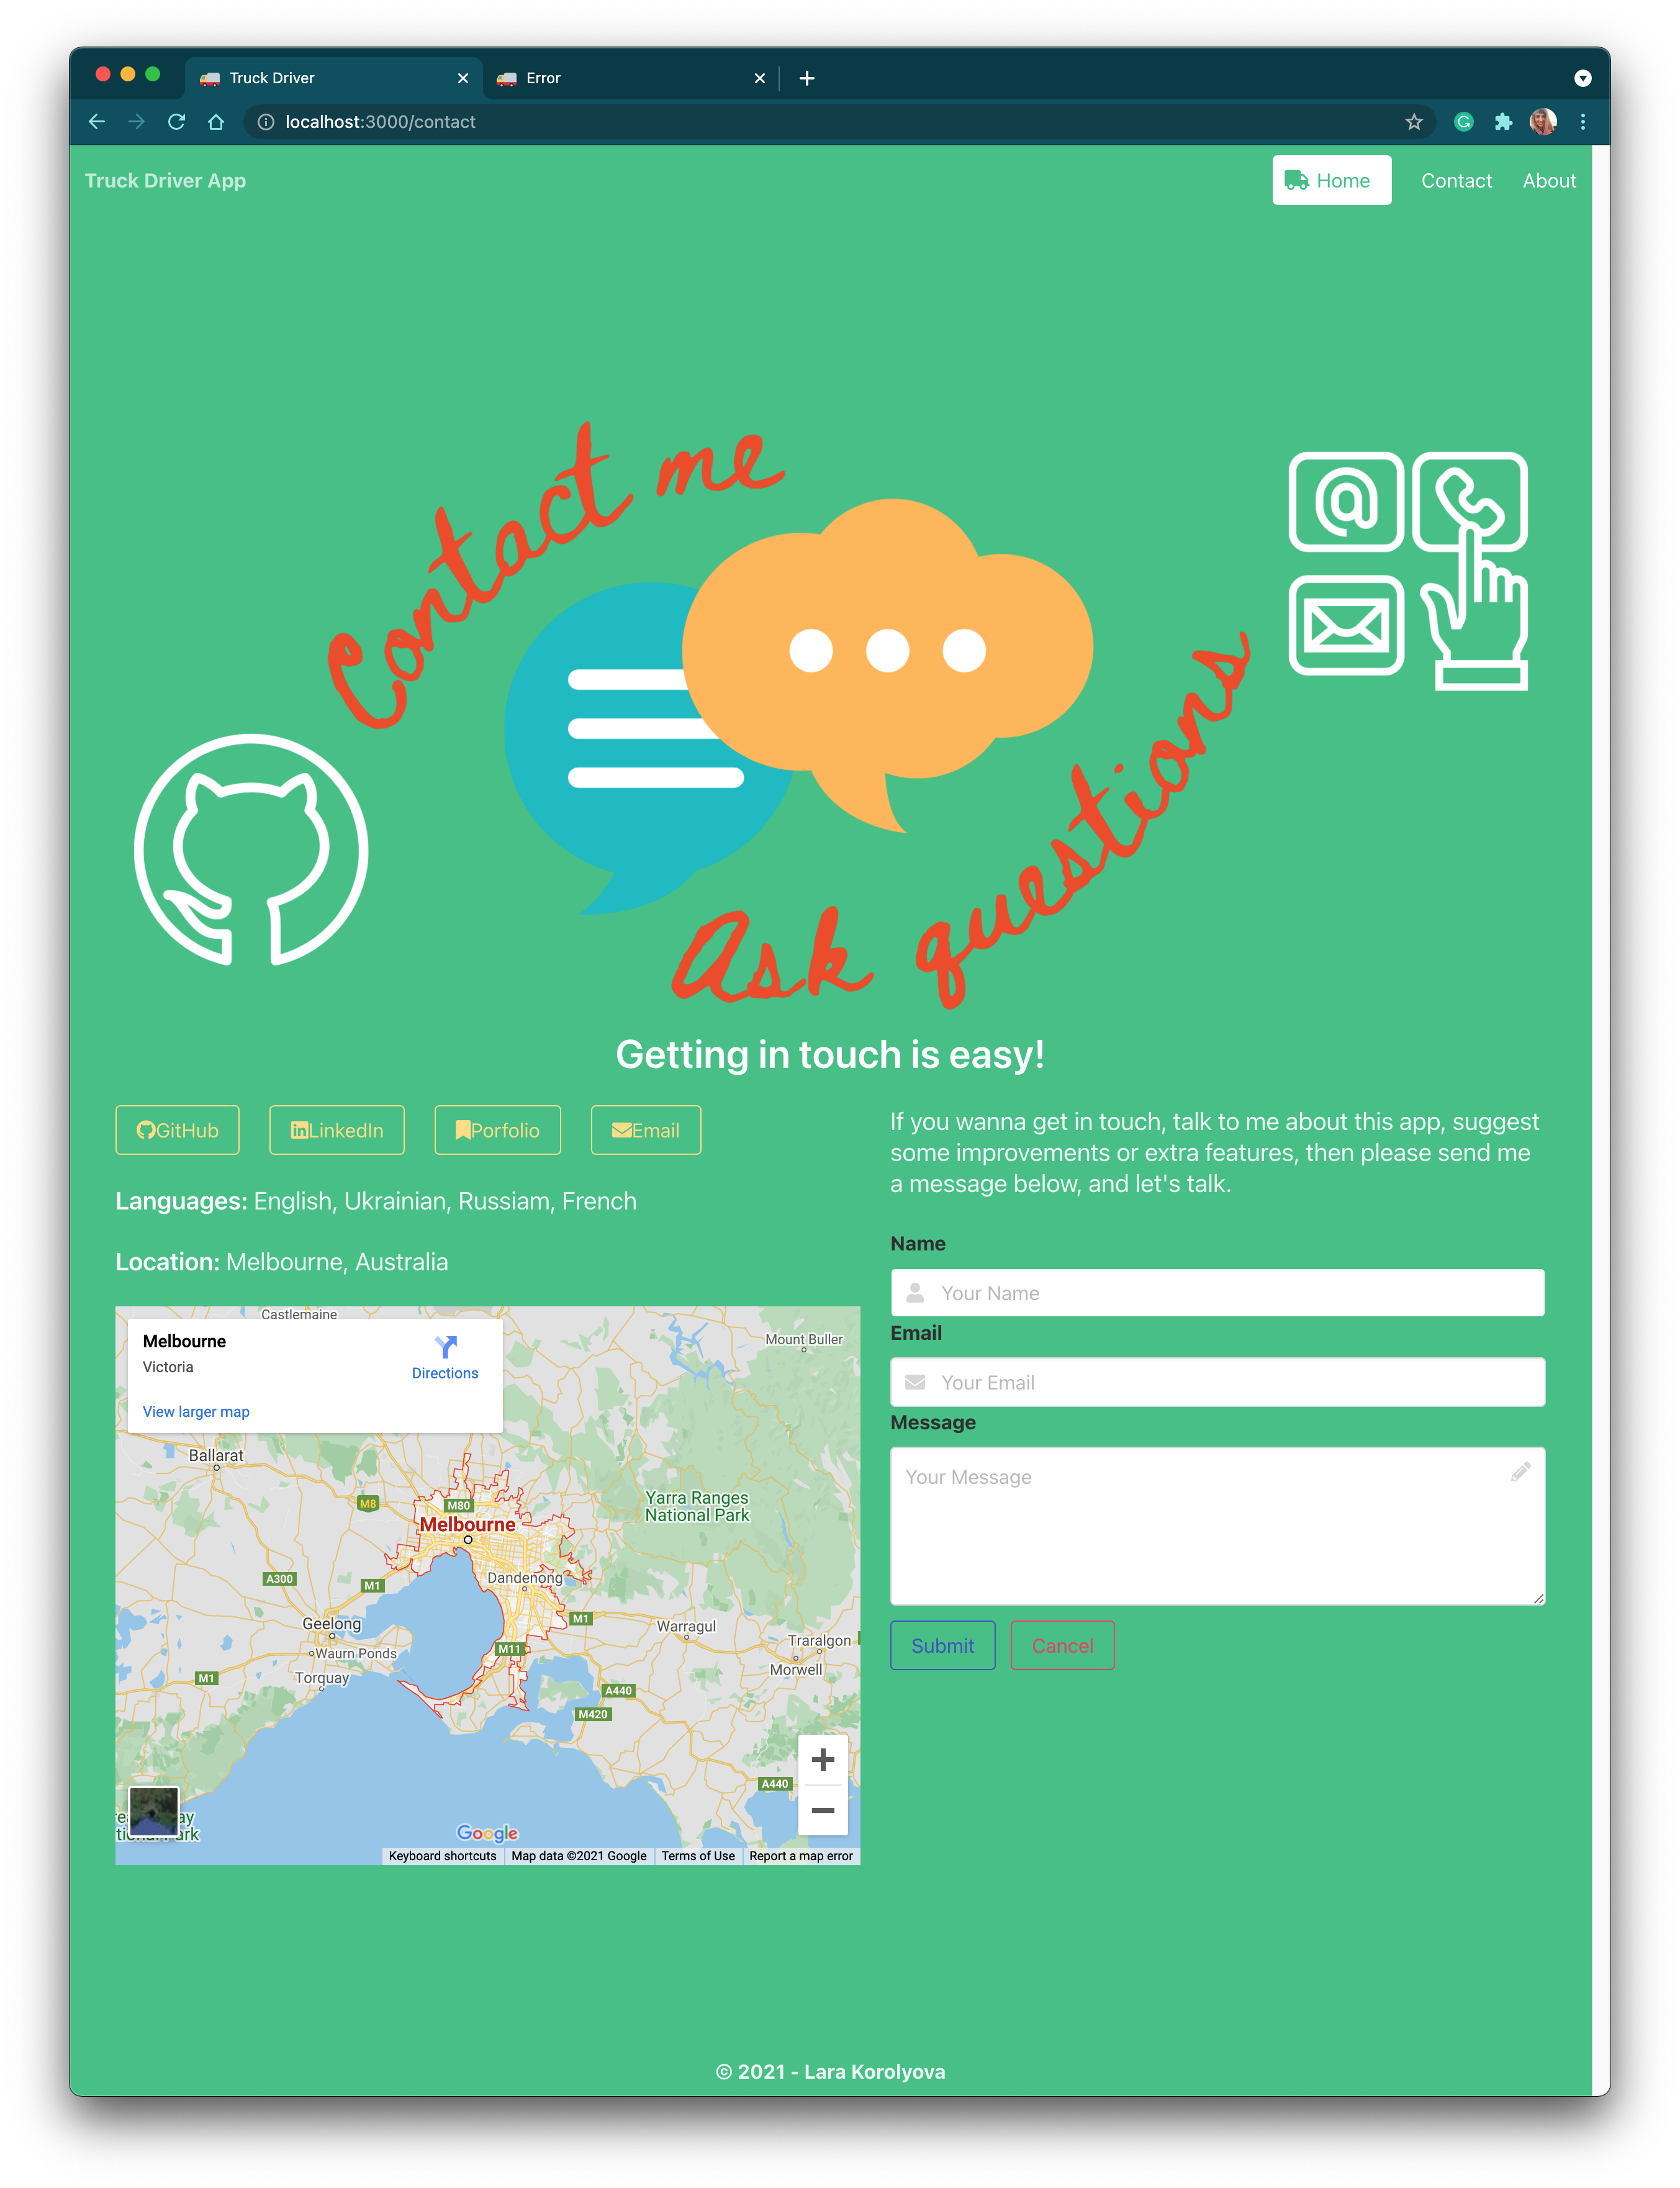 Truck Driver
Error
localhost:3000/contact
Truck Driver App
Home
Contact
About
Contact me
Ask questions
Getting in touch is easy!
GitHub
LinkedIn
Porfolio
Email
Languages: English, Ukrainian, Russiam, French
Location: Melbourne, Australia
Castlemaine
Melbourne
Victoria
Directions
View larger map
Mount Buller
Ballarat
M8
M80
Yarra Ranges
National Park
Melbourne
A300
M1
Dandenong
Geelong
M1
Warragul
Waurn Ponds
M11
Traralgon
M1
Torquay
Morwell
A440
M420
A440
Google
Keyboard shortcuts
Map data ©2021 Google
Terms of Use
Report a map error
If you wanna get in touch, talk to me about this app, suggest
some improvements or extra features, then please send me
a message below, and let's talk.
Name
Your Name
Email
Your Email
Message
Your Message
Submit
Cancel
© 2021 - Lara Korolyova